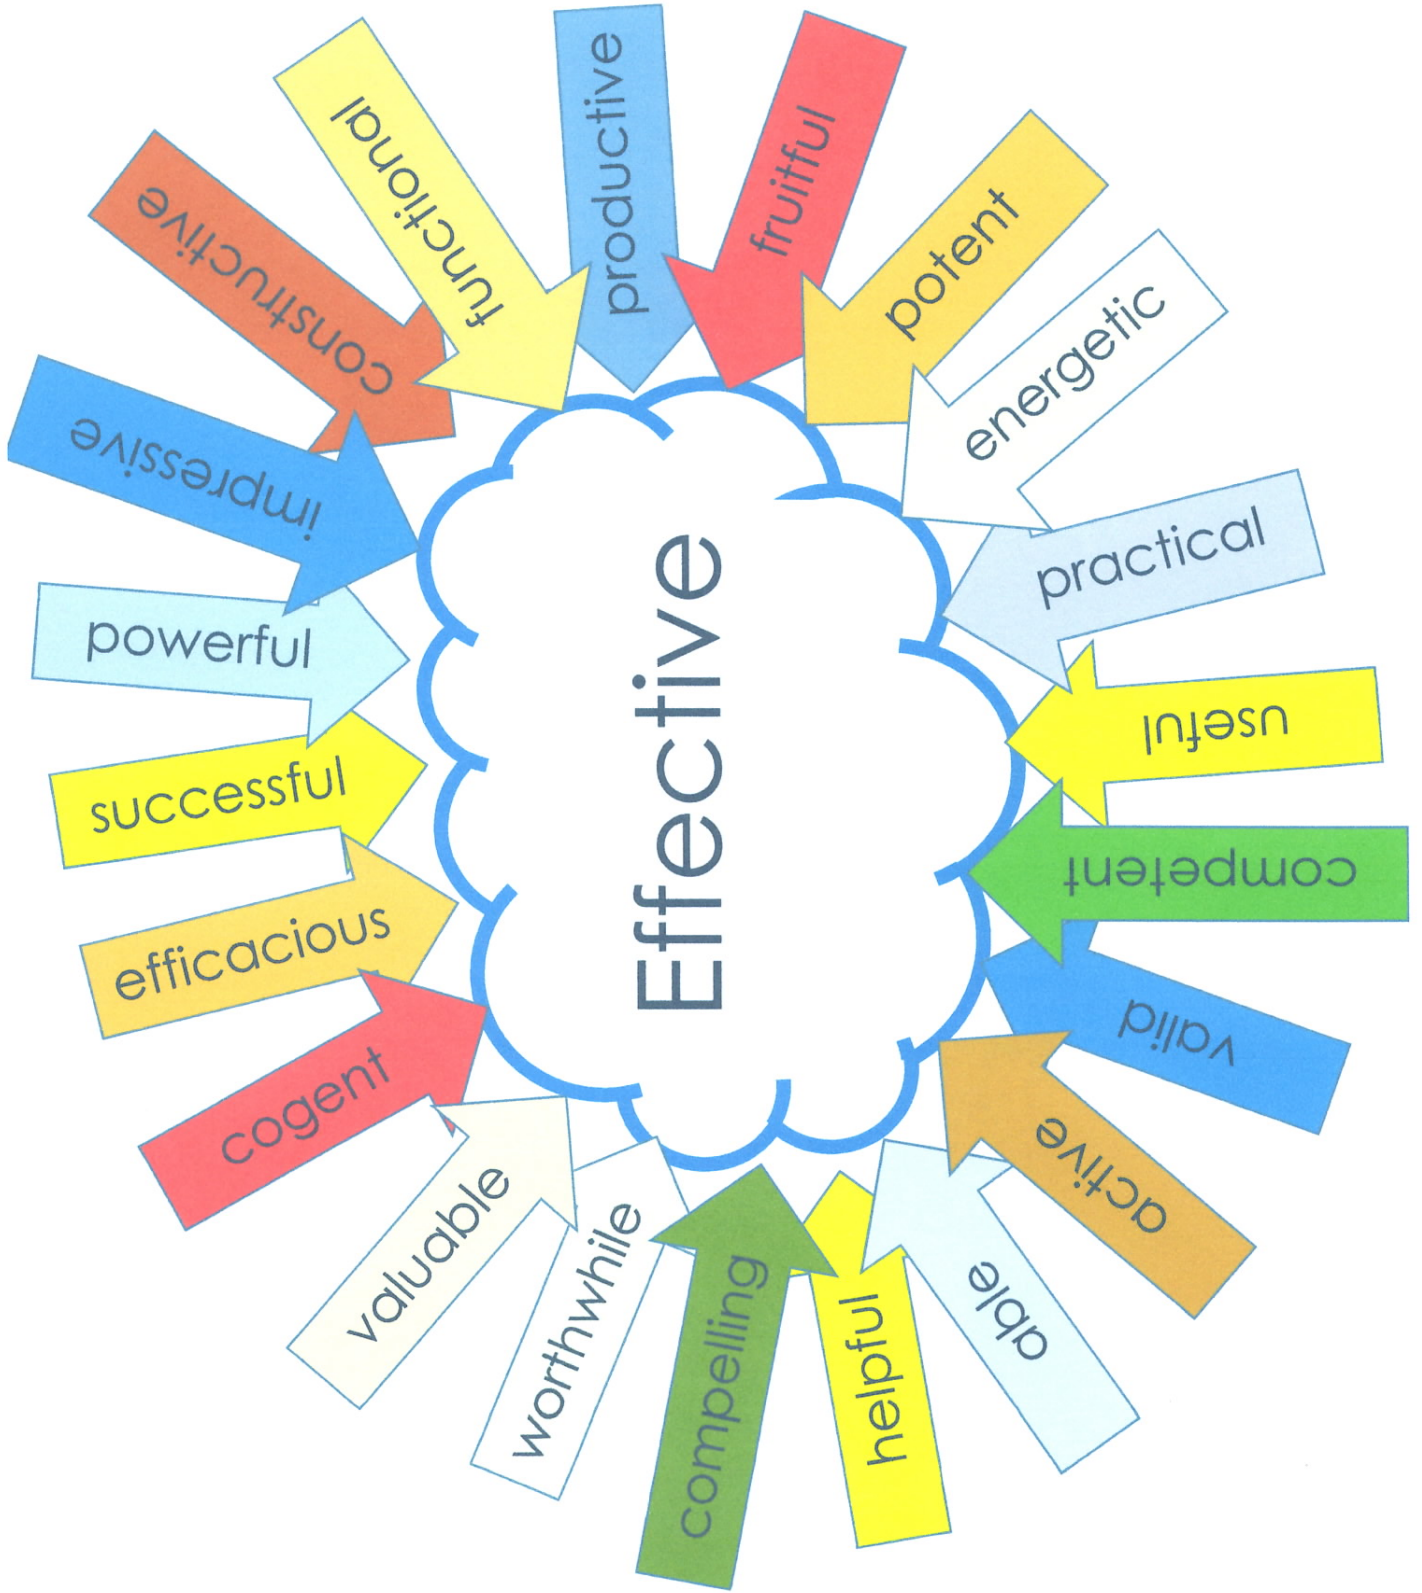 Effective
productive
fruitful
potent
energetic
practical
useful
competent
valid
active
able
helpful
compelling
worthwhile
valuable
cogent
efficacious
successful
powerful
impressive
constructive
functional